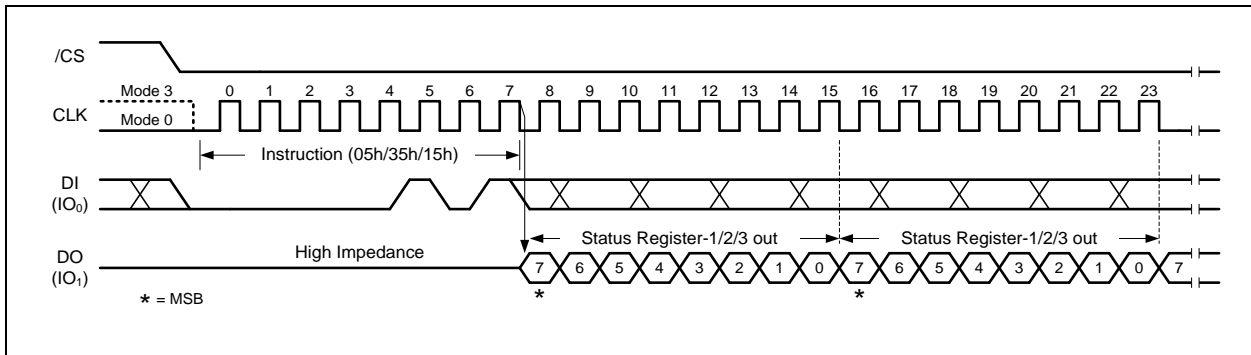 /CS
Mode 3
0 1 2 3 4 5 6 7 8 9 10 11 12 13 14 15 16 17 18 19 20 21 22 23
CLK
Mode 0
Instruction (05h/35h/15h)
DI
(IO₀)
Status Register-1/2/3 out Status Register-1/2/3 out
High Impedance
DO
(IO₁)
7 6 5 4 3 2 1 0 7 6 5 4 3 2 1 0 7
* *
* = MSB